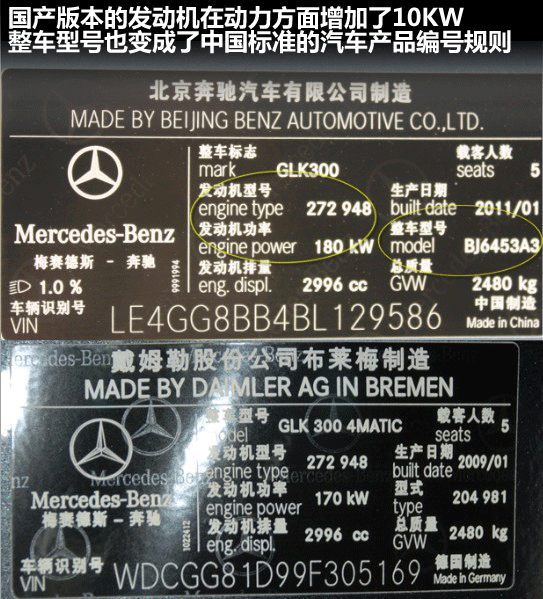 国产版本的发动机在动力方面增加了10KW
整车型号也变成了中国标准的汽车产品编号规则
北京奔驰汽车有限公司制造
MADE BY BEIJING BENZ AUTOMOTIVE CO.,LTD.
整车标志
mark GLK300
载客人数
seats 5
发动机型号
engine type 272 948
生产日期
built date 2011/01
发动机功率
engine power 180 kW
整车型号
model BJ6453A3
发动机排量
eng. displ. 2996 cc
总质量
GVW 2480 kg
Mercedes-Benz
梅赛德斯 - 奔驰
1.0 %
9991694
车辆识别号
VIN LE4GG8BB4BL129586
中国制造
Made in China
戴姆勒股份公司布莱梅制造
MADE BY DAIMLER AG IN BREMEN
整车型号
model GLK 300 4MATIC
载客人数
seats 5
发动机型号
engine type 272 948
生产日期
built date 2009/01
发动机功率
engine power 170 kW
型式
type 204 981
发动机排量
eng. displ. 2996 cc
总质量
GVW 2480 kg
Mercedes-Benz
梅赛德斯 - 奔驰
1022412
车辆识别号
VIN WDCGG81D99F305169
德国制造
Made in Germany